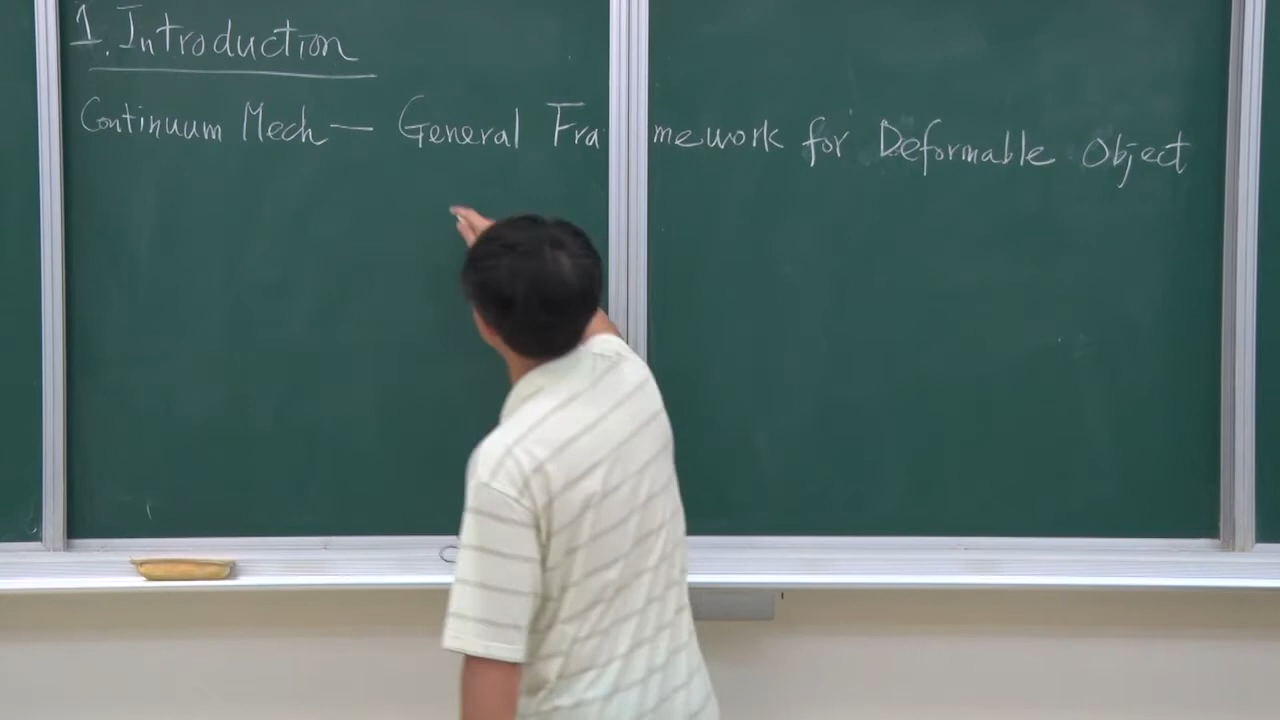 1. Introduction
Continuum Mech — General Framework for Deformable Object